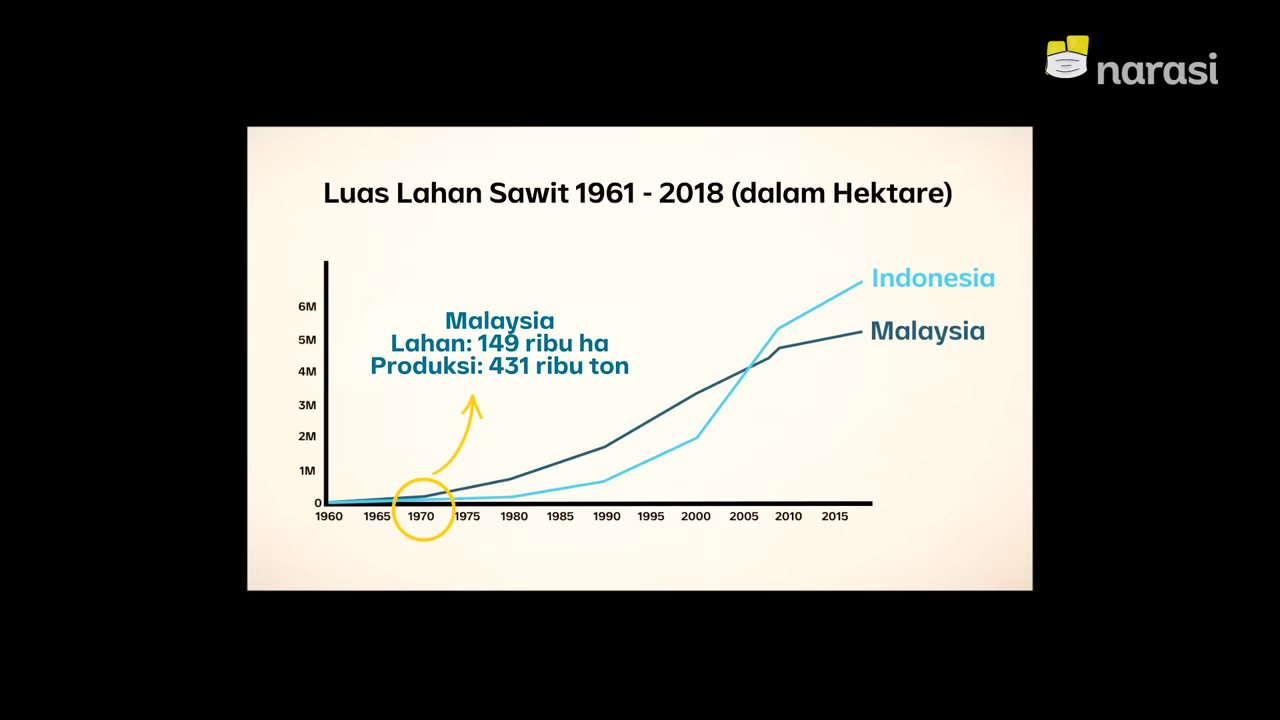 narasi
Luas Lahan Sawit 1961 - 2018 (dalam Hektare)
Indonesia
Malaysia
Malaysia
Lahan: 149 ribu ha
Produksi: 431 ribu ton
6M
5M
4M
3M
2M
1M
0
1960 1965 1970 1975 1980 1985 1990 1995 2000 2005 2010 2015